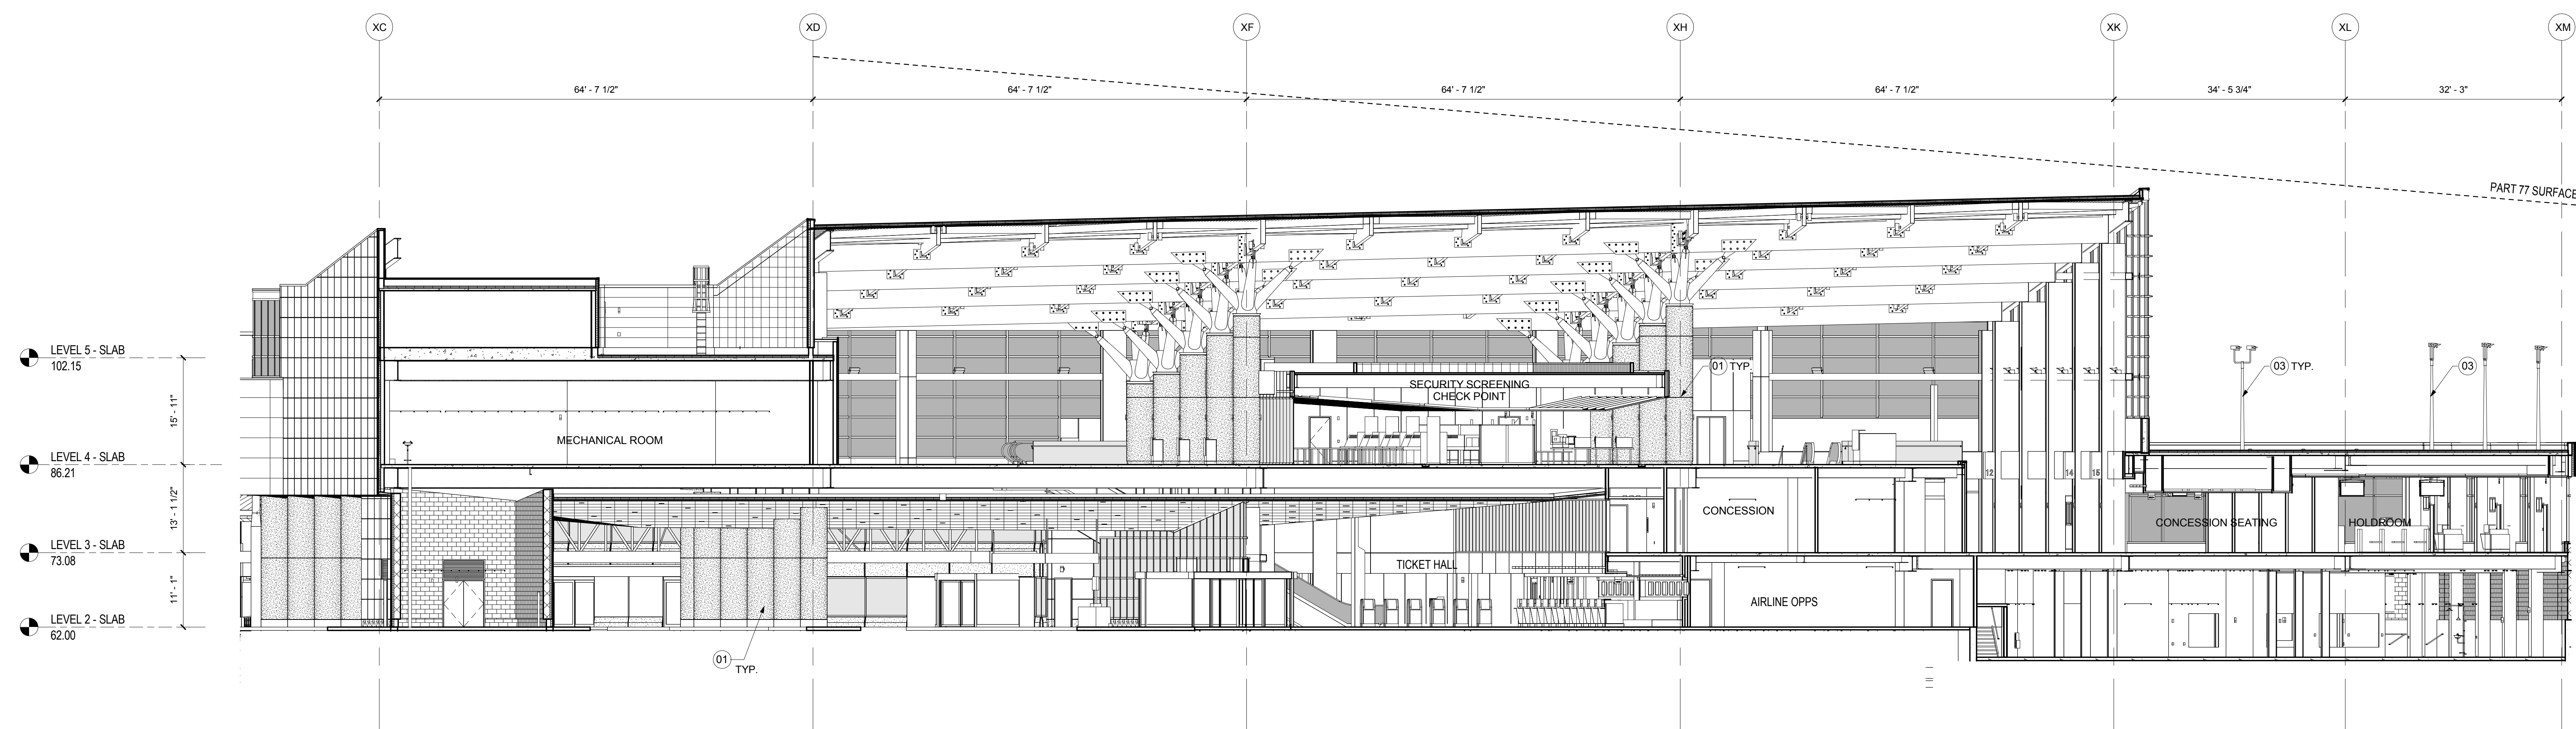 XC
XD
XF
XH
XK
XL
XM
64' - 7 1/2"
64' - 7 1/2"
64' - 7 1/2"
64' - 7 1/2"
34' - 5 3/4"
32' - 3"
PART 77 SURFACE
LEVEL 5 - SLAB
102.15
15' - 11"
LEVEL 4 - SLAB
86.21
13' - 1 1/2"
LEVEL 3 - SLAB
73.08
11' - 1"
LEVEL 2 - SLAB
62.00
MECHANICAL ROOM
SECURITY SCREENING
CHECK POINT
01 TYP.
03 TYP.
03
12
14
15
CONCESSION
CONCESSION SEATING
HOLDROOM
TICKET HALL
AIRLINE OPPS
01
TYP.